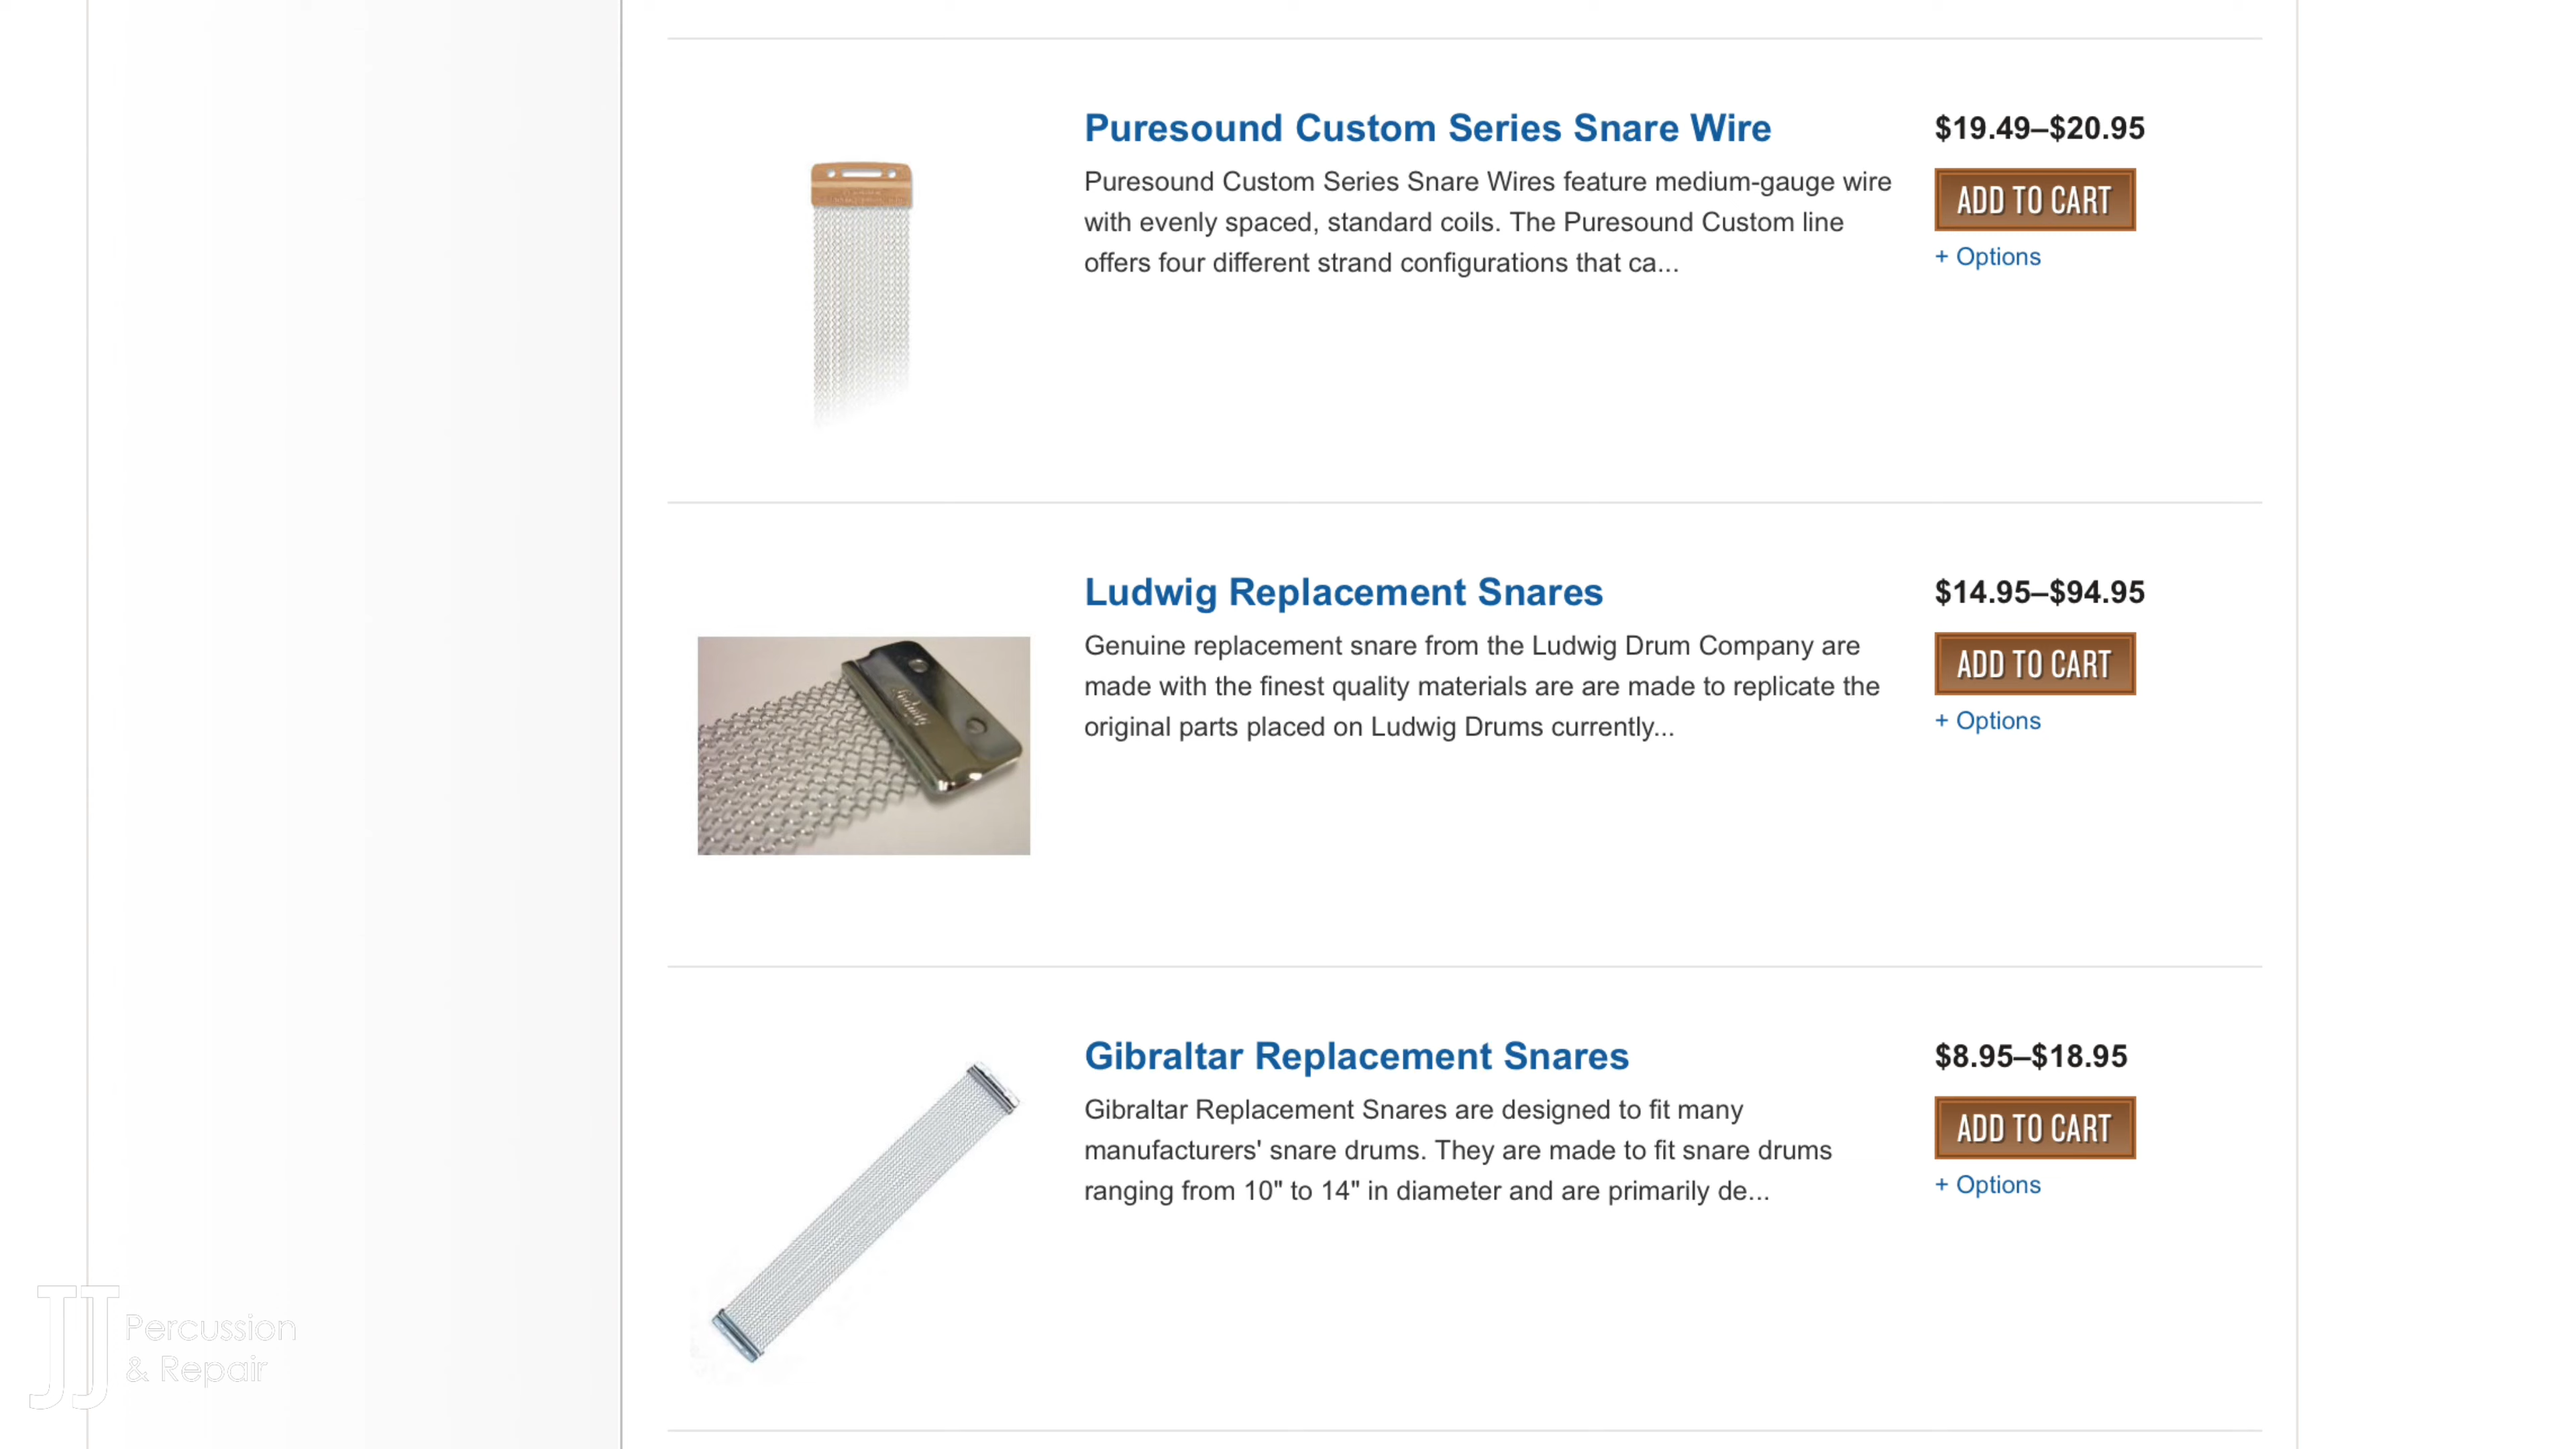 Puresound Custom Series Snare Wire
$19.49–$20.95
Puresound Custom Series Snare Wires feature medium-gauge wire
with evenly spaced, standard coils. The Puresound Custom line
offers four different strand configurations that ca...
ADD TO CART
+ Options
Ludwig Replacement Snares
$14.95–$94.95
Genuine replacement snare from the Ludwig Drum Company are
made with the finest quality materials are are made to replicate the
original parts placed on Ludwig Drums currently...
ADD TO CART
+ Options
Ludwig
Gibraltar Replacement Snares
$8.95–$18.95
Gibraltar Replacement Snares are designed to fit many
manufacturers' snare drums. They are made to fit snare drums
ranging from 10" to 14" in diameter and are primarily de...
ADD TO CART
+ Options
JJ Percussion
& Repair